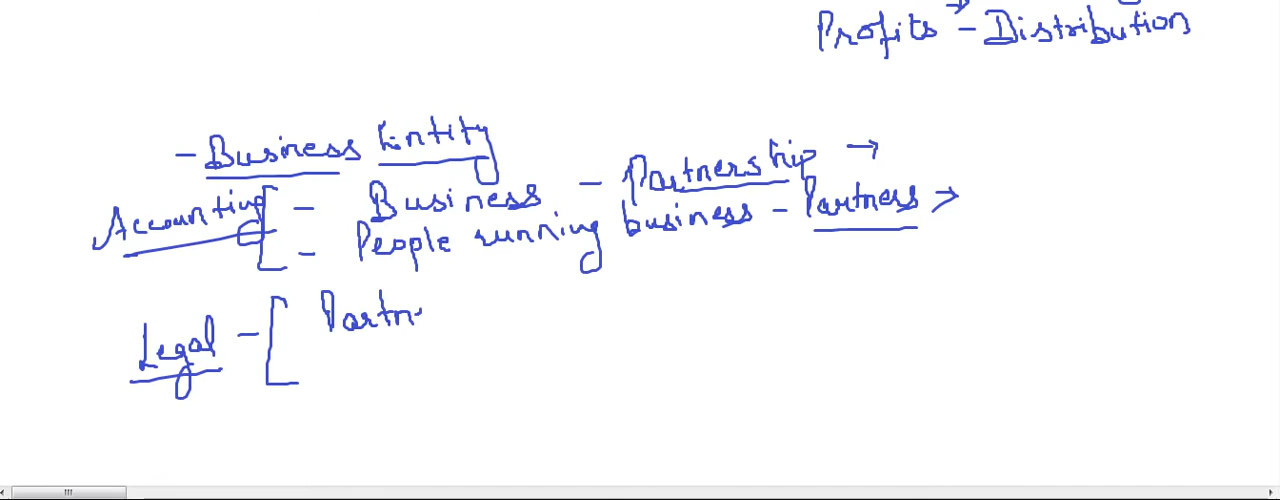 Profits → Distribution
- Business Entity
Accounting [ - Business - Partnership →
- People running business - Partners →
Legal - [ Partn